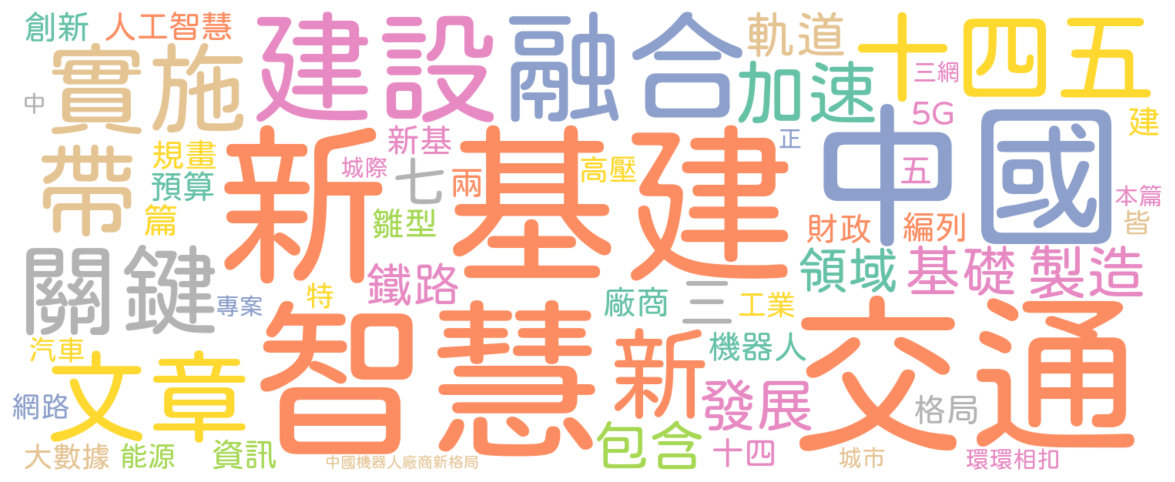 創新
人工智慧
建設
融合
軌道
十四五
實施
加速
三網
5G
中
建
新基
正
規畫
城際
七
兩
高壓
中國
五
帶
新基建
預算
本篇
篇
雛型
財政
編列
皆
關鍵
鐵路
領域
基礎
製造
專案
特
廠商
三
工業
智慧
交通
汽車
文章
新
機器人
網路
發展
格局
包含
十四
大數據
能源
資訊
中國機器人廠商新格局
城市
環環相扣